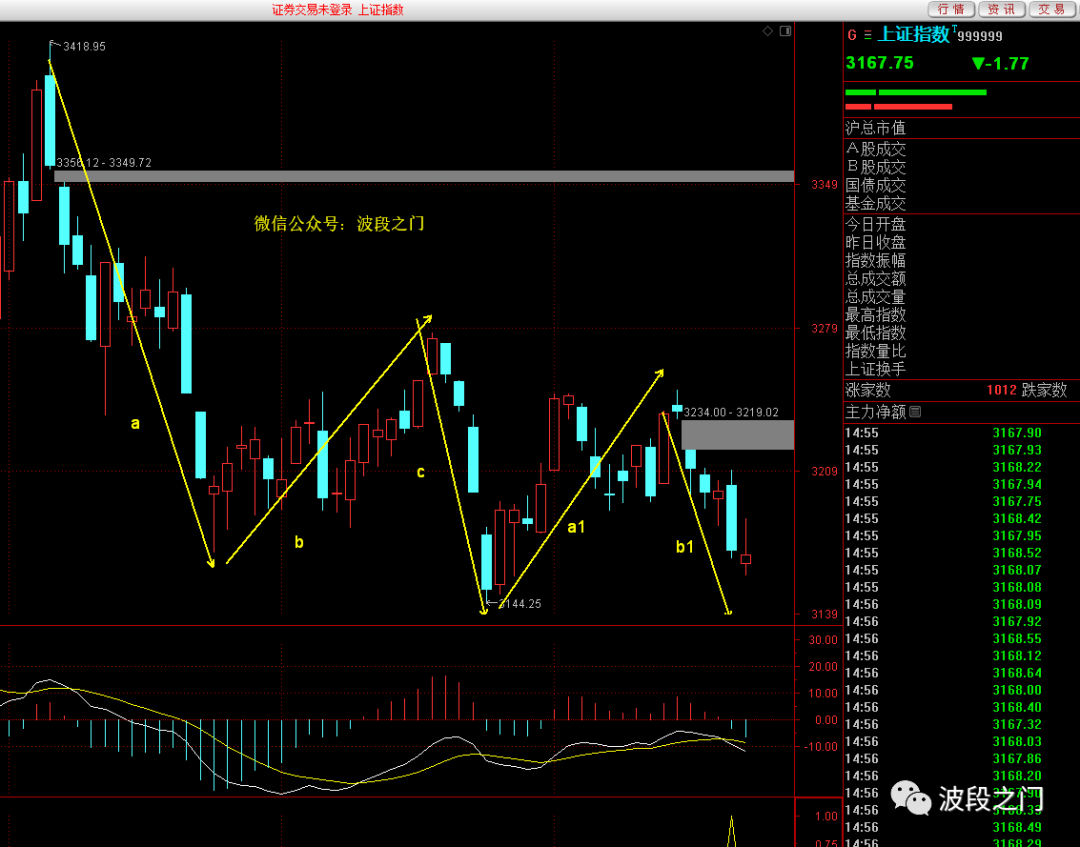 证券交易未登录 上证指数
行情 资讯 交易
3418.95
3356.12 - 3349.72
微信公众号：波段之门
a
b
c
a1
b1
3234.00 - 3219.02
3144.25
3349
3279
3209
3139
30.00
20.00
10.00
0.00
-10.00
1.00
0.75
G 上证指数 T 999999
3167.75 ▼-1.77
沪总市值
A股成交
B股成交
国债成交
基金成交
今日开盘
昨日收盘
指数振幅
总成交额
总成交量
最高指数
最低指数
指数量比
上证换手
涨家数 1012 跌家数
主力净额
14:55 3167.90
14:55 3167.93
14:55 3168.22
14:55 3167.94
14:55 3167.75
14:55 3168.42
14:55 3167.95
14:55 3168.52
14:55 3168.07
14:55 3168.08
14:56 3168.09
14:56 3167.92
14:56 3168.55
14:56 3168.12
14:56 3168.64
14:56 3168.00
14:56 3168.40
14:56 3167.32
14:56 3168.03
14:56 3167.86
14:56 3168.20
14:56
14:56
14:56 3168.49
14:56 3168.29
波段之门